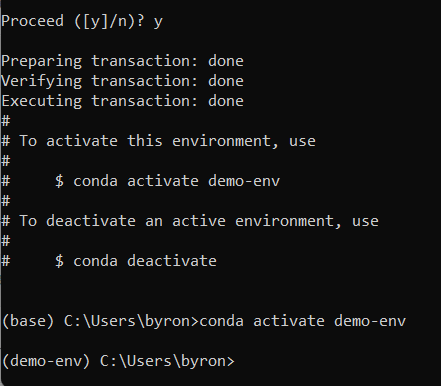 Proceed ([y]/n)? y
Preparing transaction: done
Verifying transaction: done
Executing transaction: done
#
# To activate this environment, use
#
#     $ conda activate demo-env
#
# To deactivate an active environment, use
#
#     $ conda deactivate
(base) C:\Users\byron>conda activate demo-env
(demo-env) C:\Users\byron>